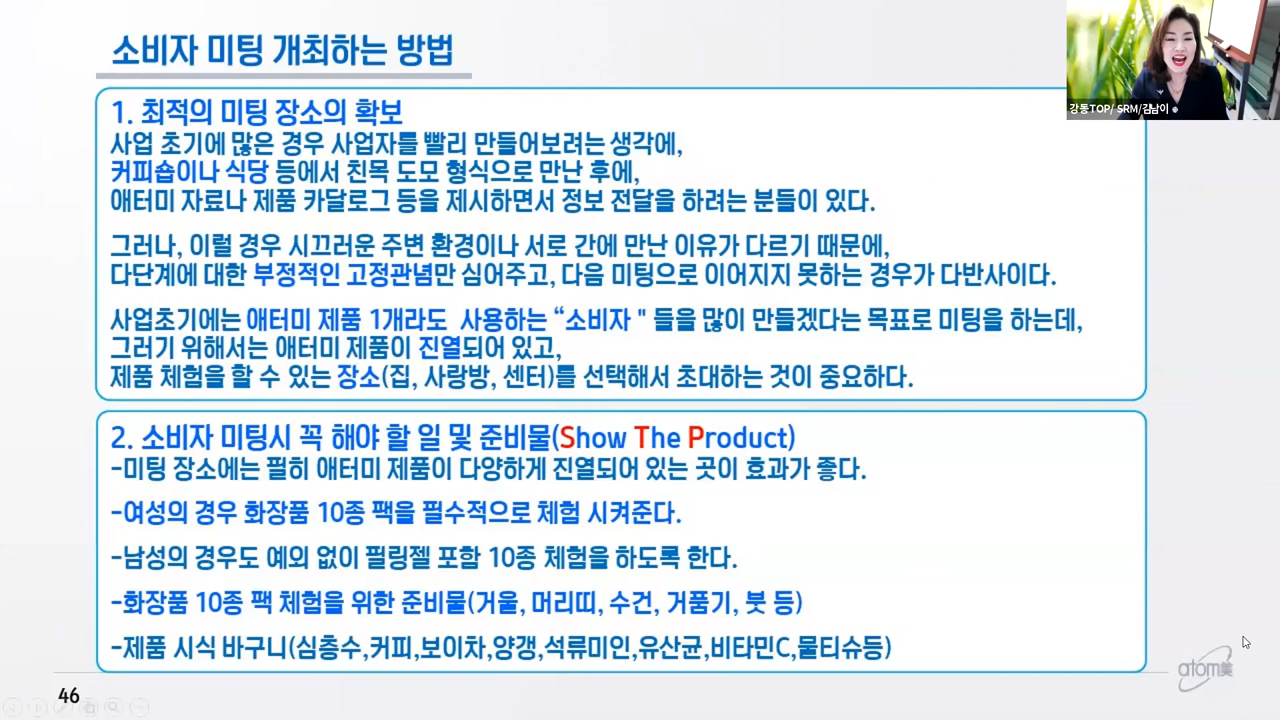 소비자 미팅 개최하는 방법
강동TOP/ SRM/김남이
1. 최적의 미팅 장소의 확보
사업 초기에 많은 경우 사업자를 빨리 만들어보려는 생각에,
커피숍이나 식당 등에서 친목 도모 형식으로 만난 후에,
애터미 자료나 제품 카달로그 등을 제시하면서 정보 전달을 하려는 분들이 있다.
그러나, 이럴 경우 시끄러운 주변 환경이나 서로 간에 만난 이유가 다르기 때문에,
다단계에 대한 부정적인 고정관념만 심어주고, 다음 미팅으로 이어지지 못하는 경우가 다반사이다.
사업초기에는 애터미 제품 1개라도 사용하는 “소비자 " 들을 많이 만들겠다는 목표로 미팅을 하는데,
그러기 위해서는 애터미 제품이 진열되어 있고,
제품 체험을 할 수 있는 장소(집, 사랑방, 센터)를 선택해서 초대하는 것이 중요하다.
2. 소비자 미팅시 꼭 해야 할 일 및 준비물(Show The Product)
-미팅 장소에는 필히 애터미 제품이 다양하게 진열되어 있는 곳이 효과가 좋다.
-여성의 경우 화장품 10종 팩을 필수적으로 체험 시켜준다.
-남성의 경우도 예외 없이 필링젤 포함 10종 체험을 하도록 한다.
-화장품 10종 팩 체험을 위한 준비물(거울, 머리띠, 수건, 거품기, 붓 등)
-제품 시식 바구니(심층수,커피,보이차,양갱,석류미인,유산균,비타민C,물티슈등)
atom美
46